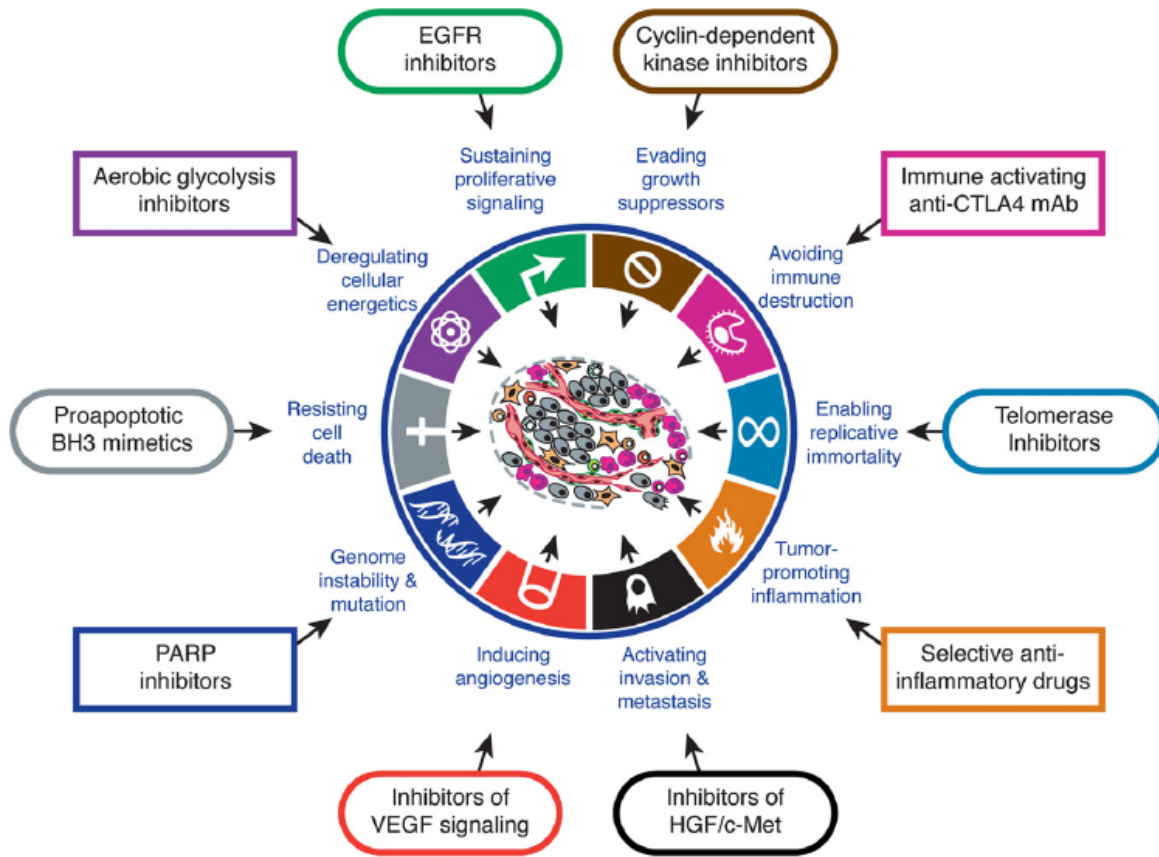 EGFR
inhibitors
Cyclin-dependent
kinase inhibitors
Sustaining
proliferative
signaling
Evading
growth
suppressors
Aerobic glycolysis
inhibitors
Immune activating
anti-CTLA4 mAb
Deregulating
cellular
energetics
Avoiding
immune
destruction
Proapoptotic
BH3 mimetics
Resisting
cell
death
Enabling
replicative
immortality
Telomerase
Inhibitors
Genome
instability &
mutation
Tumor-
promoting
inflammation
PARP
inhibitors
Inducing
angiogenesis
Activating
invasion &
metastasis
Selective anti-
inflammatory drugs
Inhibitors of
VEGF signaling
Inhibitors of
HGF/c-Met